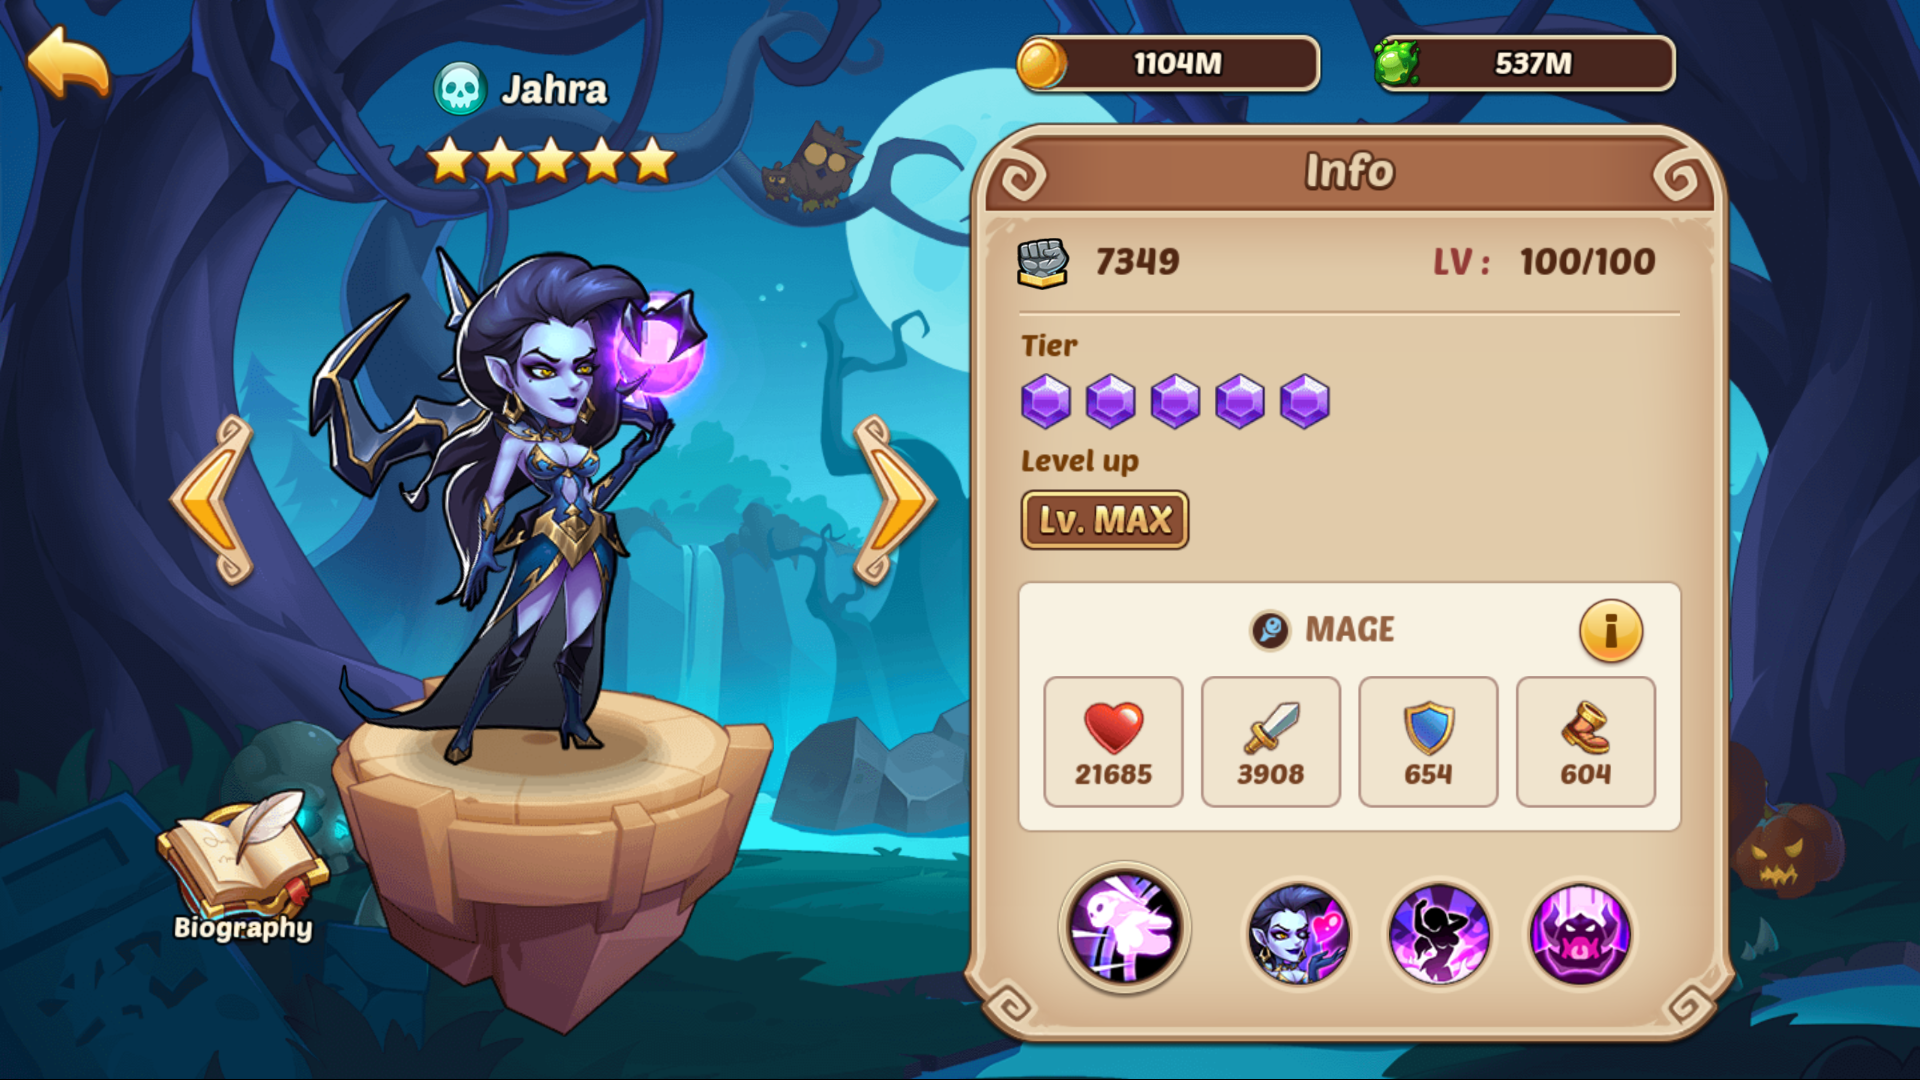 Jahra
1104M
537M
Info
7349
LV : 100/100
Tier
Level up
Lv. MAX
MAGE
21685
3908
654
604
Biography